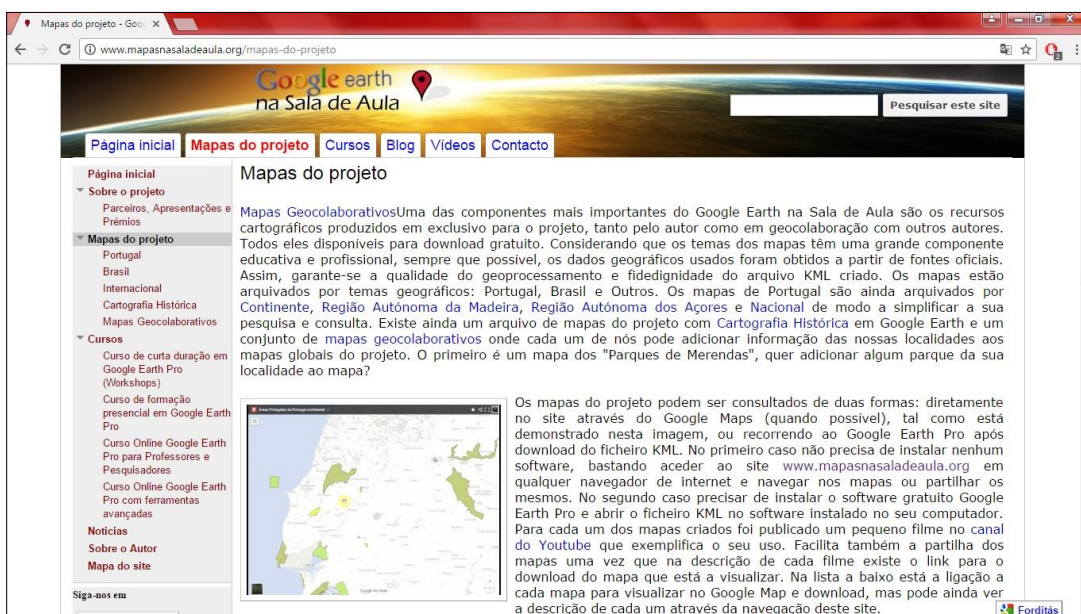 Mapas do projeto - Goo
www.mapasnasaladeaula.org/mapas-do-projeto
Google earth
na Sala de Aula
Pesquisar este site
Página inicial Mapas do projeto Cursos Blog Vídeos Contacto
Página inicial
Sobre o projeto
Parceiros, Apresentações e
Prémios
Mapas do projeto
Portugal
Brasil
Internacional
Cartografia Histórica
Mapas Geocolaborativos
Cursos
Curso de curta duração em
Google Earth Pro
(Workshops)
Curso de formação
presencial em Google Earth
Pro
Curso Online Google Earth
Pro para Professores e
Pesquisadores
Curso Online Google Earth
Pro com ferramentas
avançadas
Noticias
Sobre o Autor
Mapa do site
Siga-nos em
Mapas do projeto
Mapas GeocolaborativosUma das componentes mais importantes do Google Earth na Sala de Aula são os recursos
cartográficos produzidos em exclusivo para o projeto, tanto pelo autor como em geocolaboração com outros autores.
Todos eles disponíveis para download gratuito. Considerando que os temas dos mapas têm uma grande componente
educativa e profissional, sempre que possível, os dados geográficos usados foram obtidos a partir de fontes oficiais.
Assim, garante-se a qualidade do geoprocessamento e fidedignidade do arquivo KML criado. Os mapas estão
arquivados por temas geográficos: Portugal, Brasil e Outros. Os mapas de Portugal são ainda arquivados por
Continente, Região Autónoma da Madeira, Região Autónoma dos Açores e Nacional de modo a simplificar a sua
pesquisa e consulta. Existe ainda um arquivo de mapas do projeto com Cartografia Histórica em Google Earth e um
conjunto de mapas geocolaborativos onde cada um de nós pode adicionar informação das nossas localidades aos
mapas globais do projeto. O primeiro é um mapa dos "Parques de Merendas", quer adicionar algum parque da sua
localidade ao mapa?
Áreas Protegidas de Portugal continental
Os mapas do projeto podem ser consultados de duas formas: diretamente
no site através do Google Maps (quando possível), tal como está
demonstrado nesta imagem, ou recorrendo ao Google Earth Pro após
download do ficheiro KML. No primeiro caso não precisa de instalar nenhum
software, bastando aceder ao site www.mapasnasaladeaula.org em
qualquer navegador de internet e navegar nos mapas ou partilhar os
mesmos. No segundo caso precisar de instalar o software gratuito Google
Earth Pro e abrir o ficheiro KML no software instalado no seu computador.
Para cada um dos mapas criados foi publicado um pequeno filme no canal
do Youtube que exemplifica o seu uso. Facilita também a partilha dos
mapas uma vez que na descrição de cada filme existe o link para o
download do mapa que está a visualizar. Na lista a baixo está a ligação a
cada mapa para visualizar no Google Map e download, mas pode ainda ver
a descrição de cada um através da navegação deste site.
Fordítás